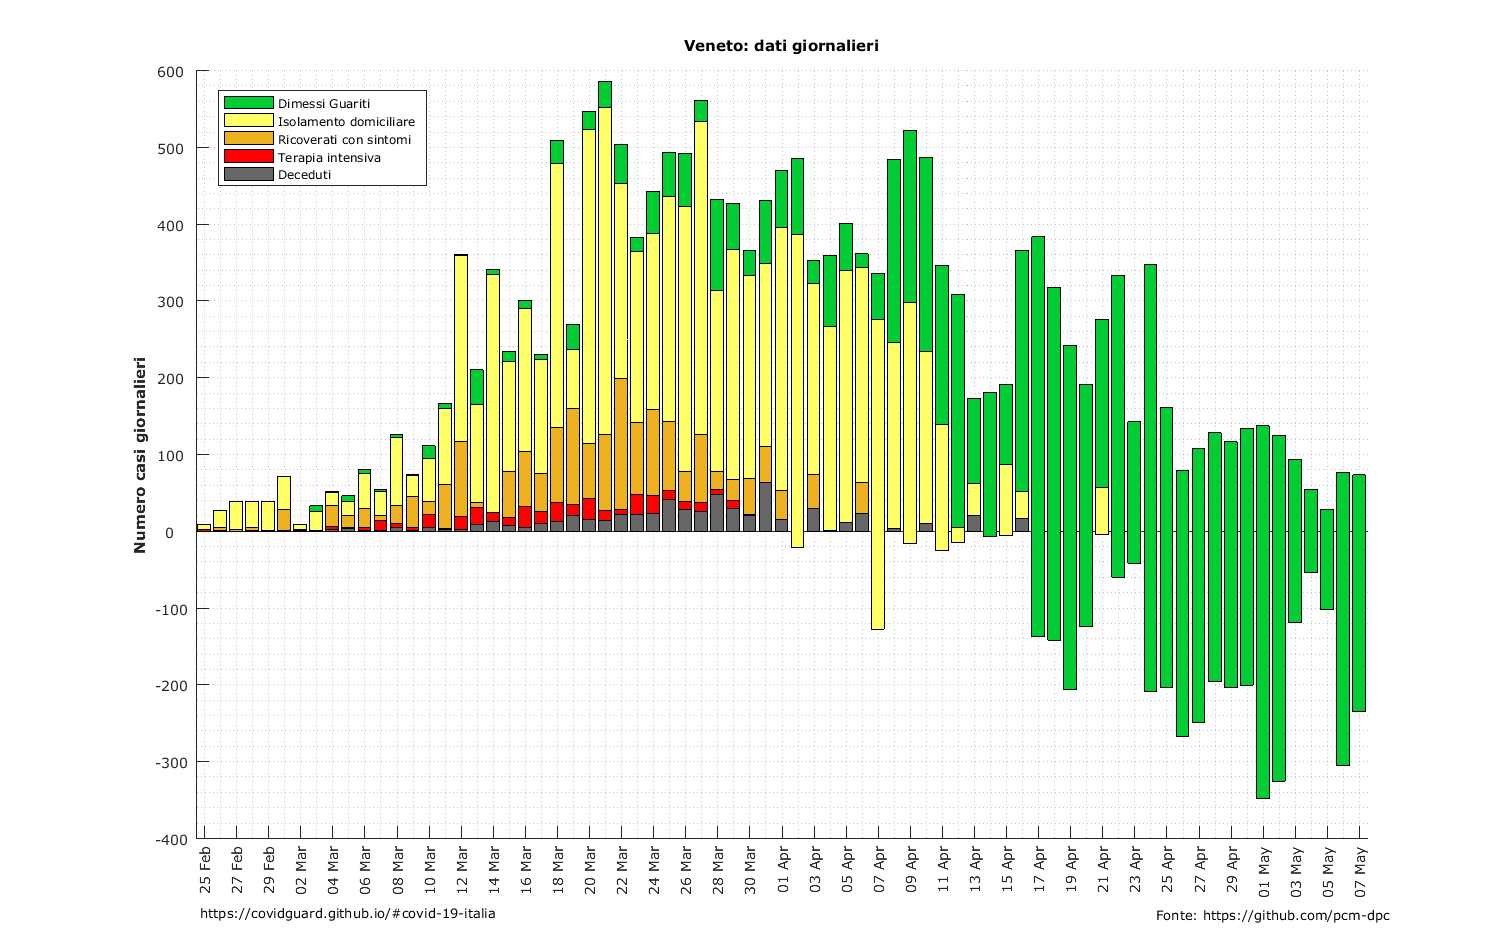 Veneto: dati giornalieri
Numero casi giornalieri
600
500
400
300
200
100
0
-100
-200
-300
-400
Dimessi Guariti
Isolamento domiciliare
Ricoverati con sintomi
Terapia intensiva
Deceduti
25 Feb
27 Feb
29 Feb
02 Mar
04 Mar
06 Mar
08 Mar
10 Mar
12 Mar
14 Mar
16 Mar
18 Mar
20 Mar
22 Mar
24 Mar
26 Mar
28 Mar
30 Mar
01 Apr
03 Apr
05 Apr
07 Apr
09 Apr
11 Apr
13 Apr
15 Apr
17 Apr
19 Apr
21 Apr
23 Apr
25 Apr
27 Apr
29 Apr
01 May
03 May
05 May
07 May
https://covidguard.github.io/#covid-19-italia
Fonte: https://github.com/pcm-dpc